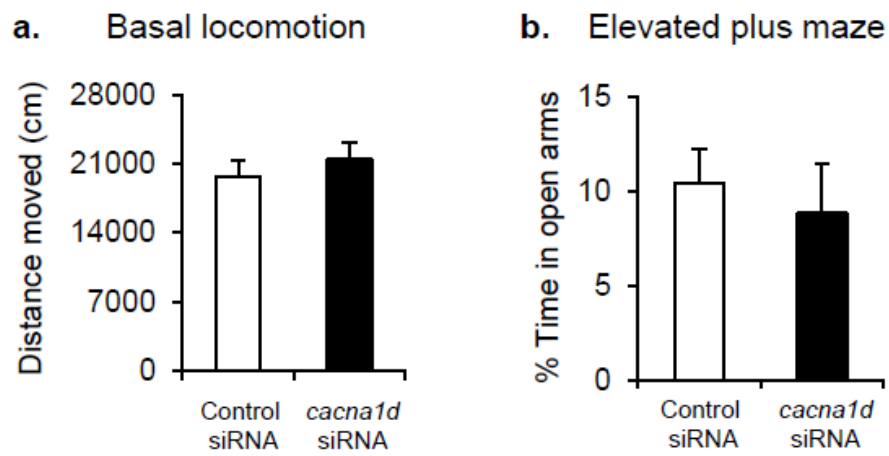 a. Basal locomotion
Distance moved (cm)
28000
21000
14000
7000
0
Control siRNA
cacna1d siRNA
b. Elevated plus maze
% Time in open arms
15
10
5
0
Control siRNA
cacna1d siRNA